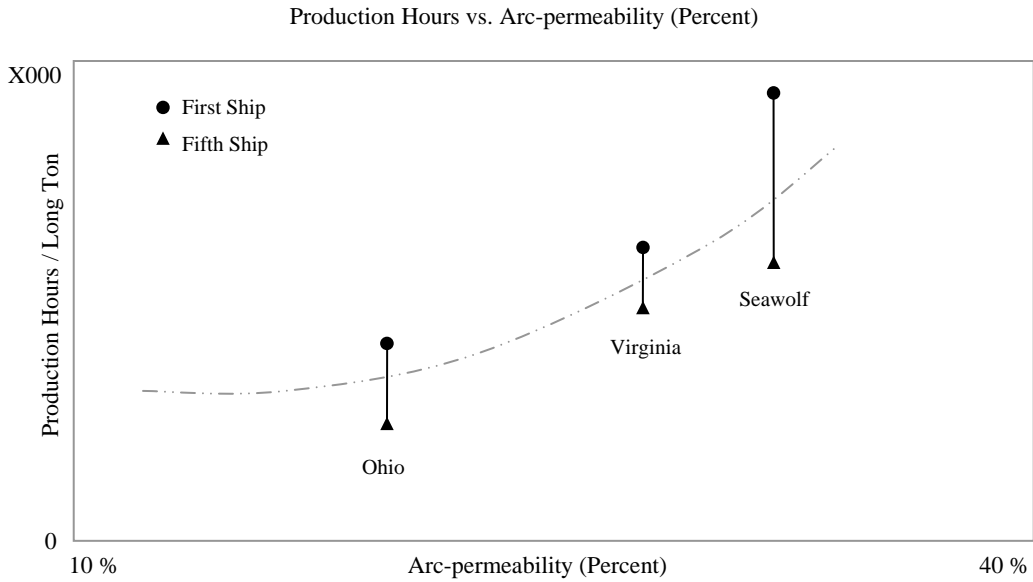 Production Hours vs. Arc-permeability (Percent)
X000
First Ship
Fifth Ship
Production Hours / Long Ton
Seawolf
Virginia
Ohio
0
10 %
Arc-permeability (Percent)
40 %